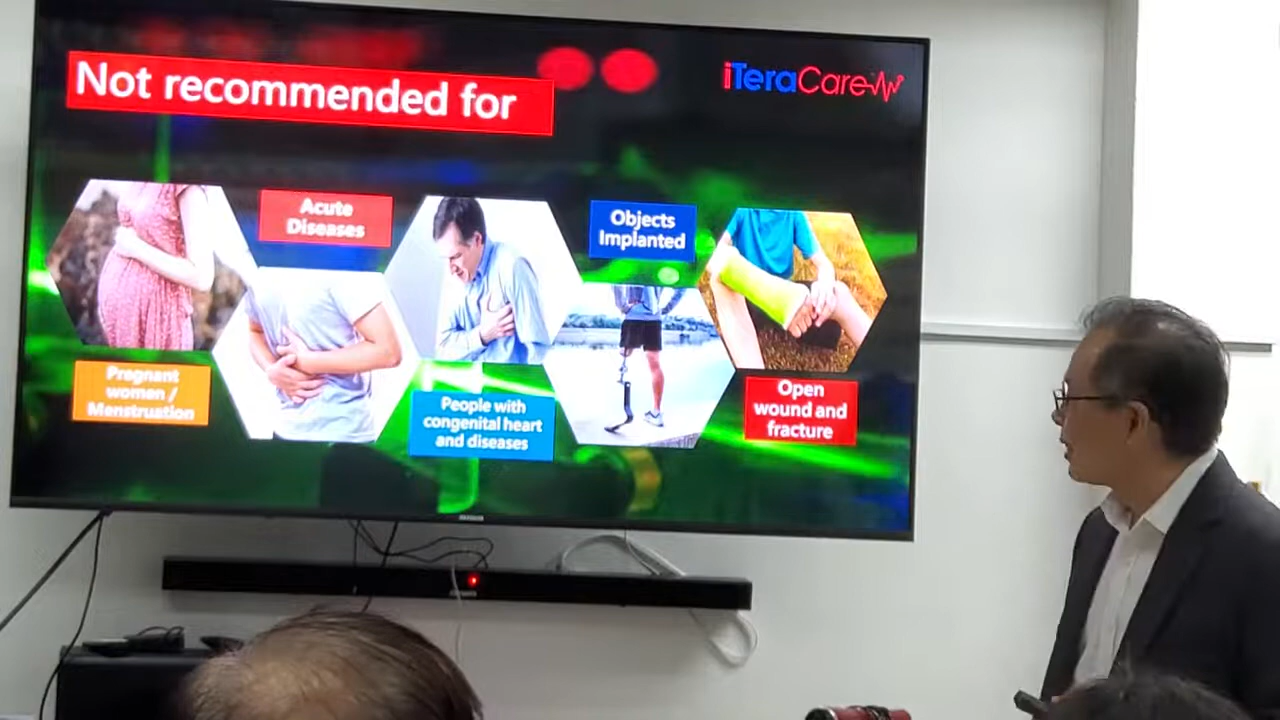 Not recommended for
iTeraCare
Acute
Diseases
Objects
Implanted
Pregnant
women /
Menstruation
People with
congenital heart
and diseases
Open
wound and
fracture